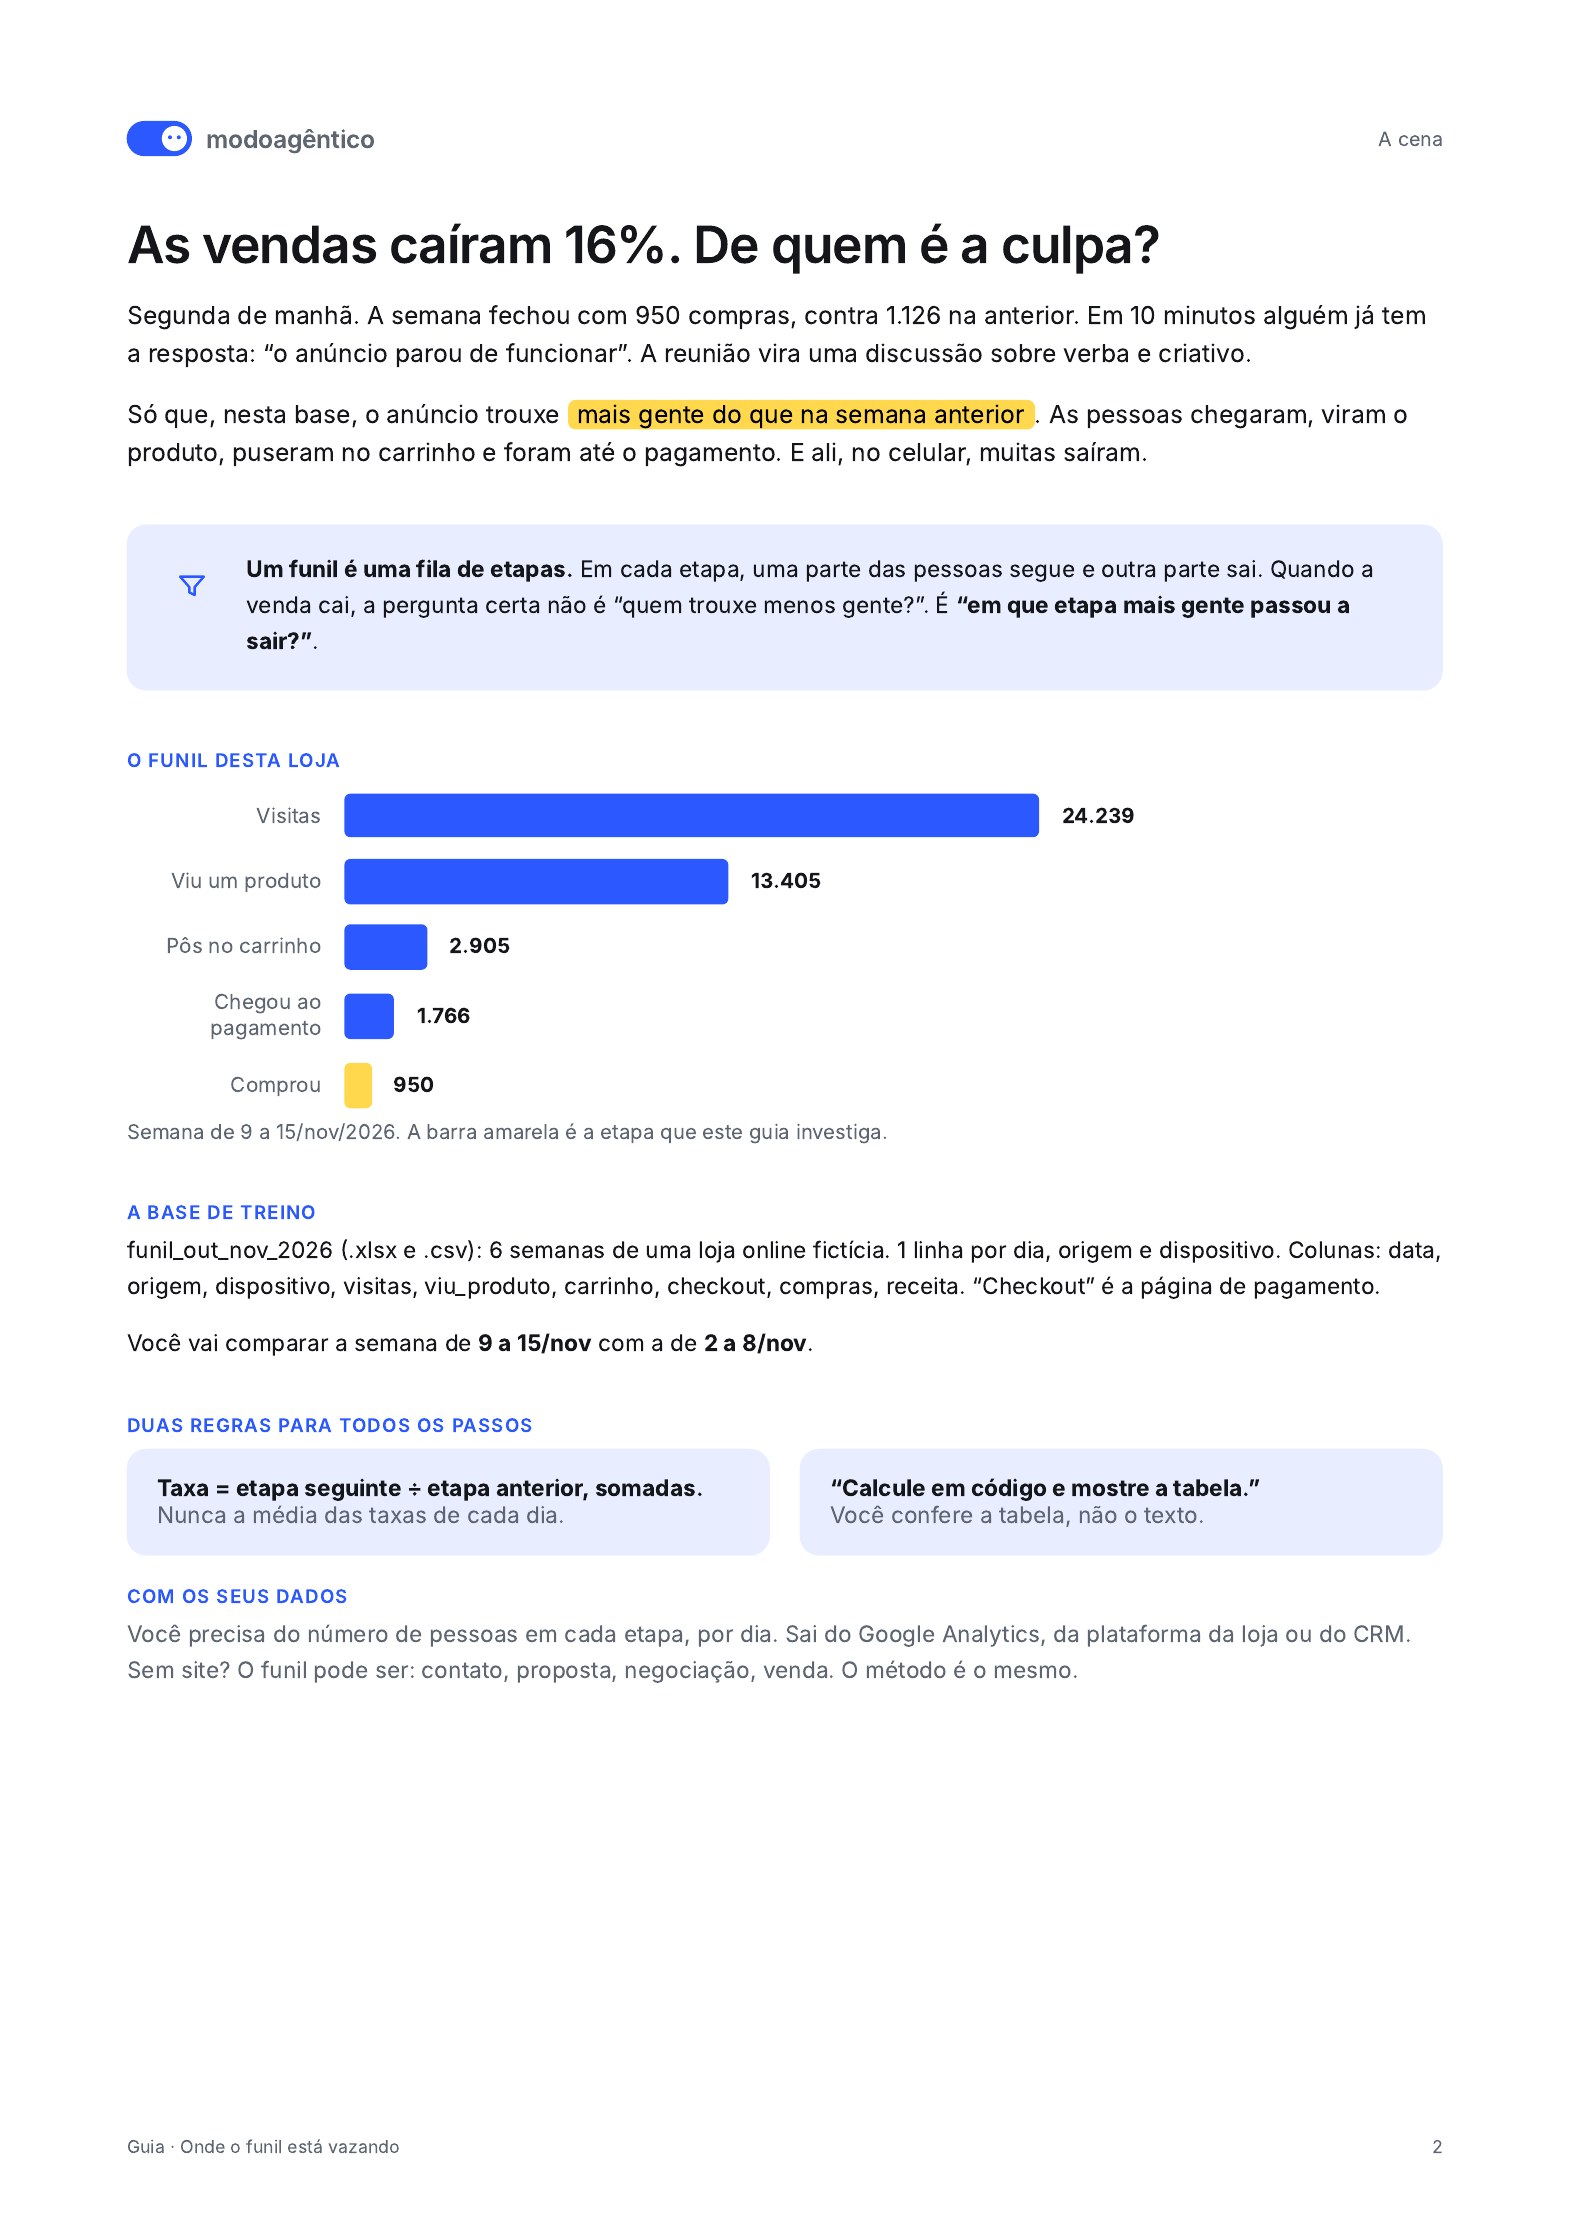 modoagêntico
A cena
As vendas caíram 16%. De quem é a culpa?
Segunda de manhã. A semana fechou com 950 compras, contra 1.126 na anterior. Em 10 minutos alguém já tem
a resposta: “o anúncio parou de funcionar”. A reunião vira uma discussão sobre verba e criativo.
Só que, nesta base, o anúncio trouxe mais gente do que na semana anterior. As pessoas chegaram, viram o
produto, puseram no carrinho e foram até o pagamento. E ali, no celular, muitas saíram.
Um funil é uma fila de etapas. Em cada etapa, uma parte das pessoas segue e outra parte sai. Quando a
venda cai, a pergunta certa não é “quem trouxe menos gente?”. É “em que etapa mais gente passou a
sair?”.
O FUNIL DESTA LOJA
Visitas 24.239
Viu um produto 13.405
Pôs no carrinho 2.905
Chegou ao
pagamento 1.766
Comprou 950
Semana de 9 a 15/nov/2026. A barra amarela é a etapa que este guia investiga.
A BASE DE TREINO
funil_out_nov_2026 (.xlsx e .csv): 6 semanas de uma loja online fictícia. 1 linha por dia, origem e dispositivo. Colunas: data,
origem, dispositivo, visitas, viu_produto, carrinho, checkout, compras, receita. “Checkout” é a página de pagamento.
Você vai comparar a semana de 9 a 15/nov com a de 2 a 8/nov.
DUAS REGRAS PARA TODOS OS PASSOS
Taxa = etapa seguinte ÷ etapa anterior, somadas.
Nunca a média das taxas de cada dia.
“Calcule em código e mostre a tabela.”
Você confere a tabela, não o texto.
COM OS SEUS DADOS
Você precisa do número de pessoas em cada etapa, por dia. Sai do Google Analytics, da plataforma da loja ou do CRM.
Sem site? O funil pode ser: contato, proposta, negociação, venda. O método é o mesmo.
Guia · Onde o funil está vazando
2